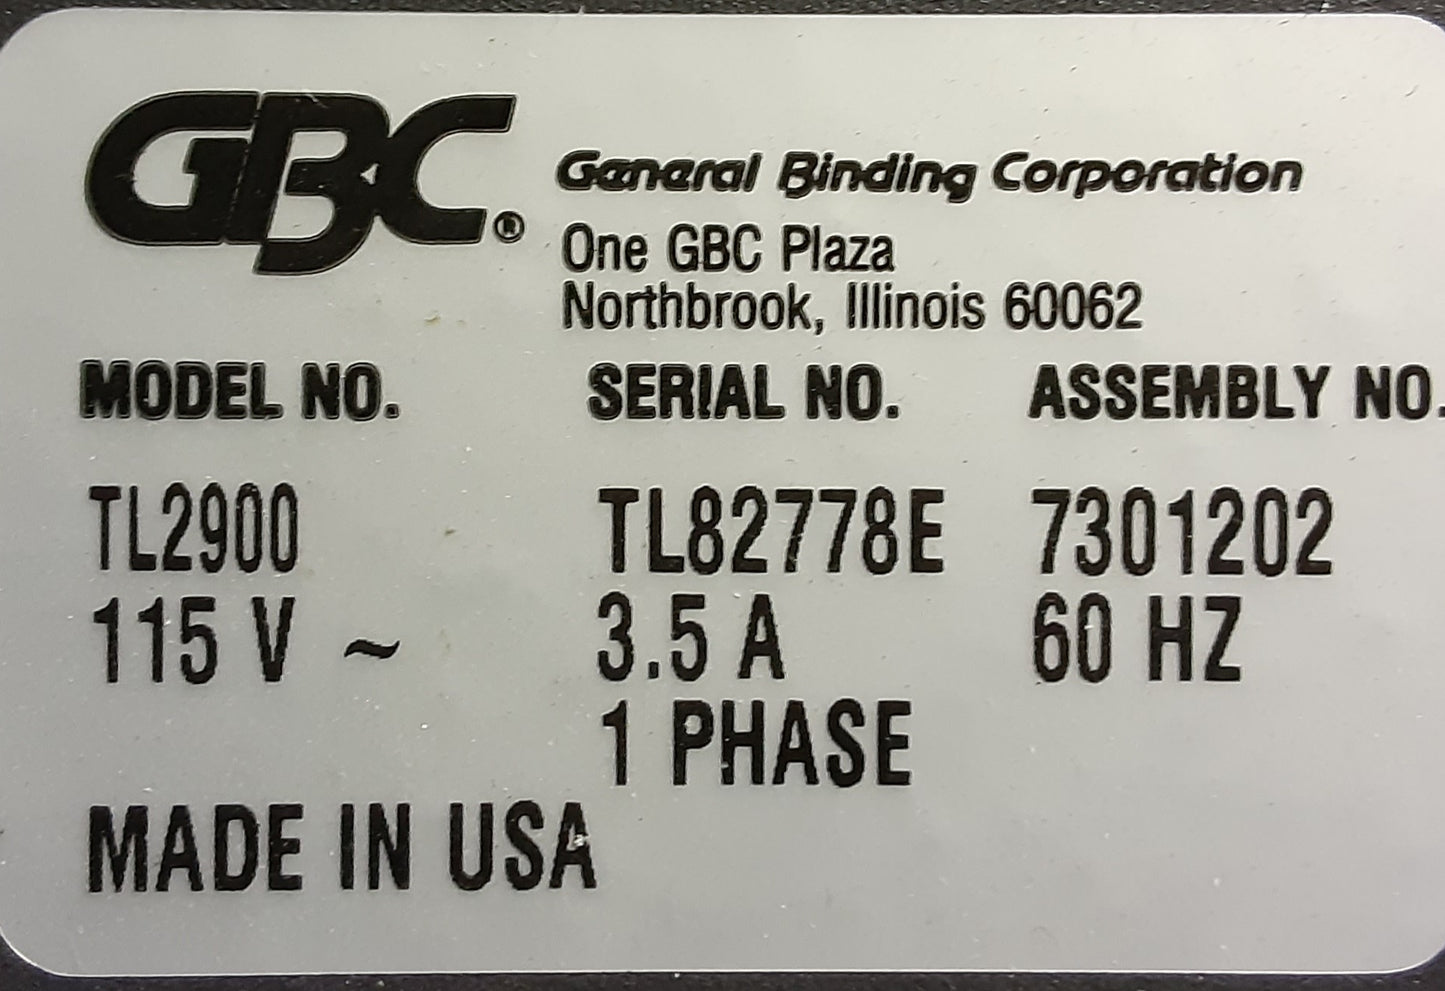 GBC®
General Binding Corporation
One GBC Plaza
Northbrook, Illinois 60062
MODEL NO. SERIAL NO. ASSEMBLY NO.
TL2900 TL82778E 7301202
115 V ~ 3.5 A 60 HZ
1 PHASE
MADE IN USA